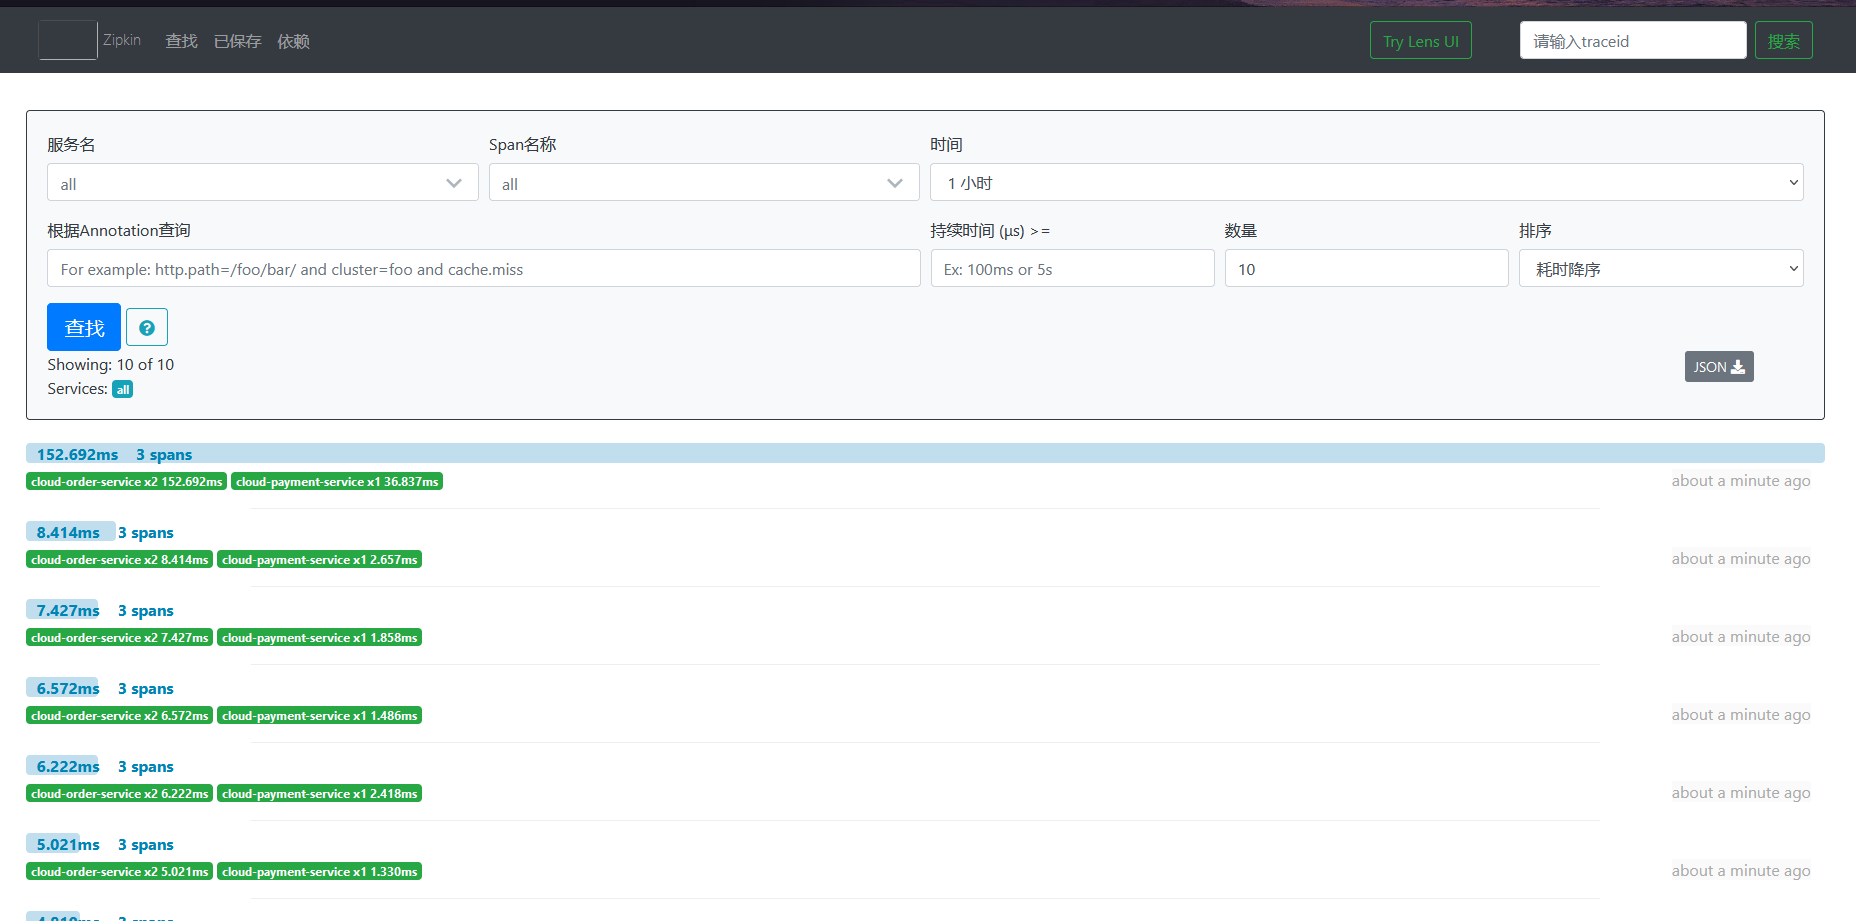 Zipkin 查找 已保存 依赖 Try Lens UI 请输入traceid 搜索
服务名 Span名称 时间
all all 1 小时
根据Annotation查询 持续时间 (μs) >= 数量 排序
For example: http.path=/foo/bar/ and cluster=foo and cache.miss Ex: 100ms or 5s 10 耗时降序
查找 ?
Showing: 10 of 10 JSON
Services: all
152.692ms 3 spans
cloud-order-service x2 152.692ms cloud-payment-service x1 36.837ms about a minute ago
8.414ms 3 spans
cloud-order-service x2 8.414ms cloud-payment-service x1 2.657ms about a minute ago
7.427ms 3 spans
cloud-order-service x2 7.427ms cloud-payment-service x1 1.858ms about a minute ago
6.572ms 3 spans
cloud-order-service x2 6.572ms cloud-payment-service x1 1.486ms about a minute ago
6.222ms 3 spans
cloud-order-service x2 6.222ms cloud-payment-service x1 2.418ms about a minute ago
5.021ms 3 spans
cloud-order-service x2 5.021ms cloud-payment-service x1 1.330ms about a minute ago
3 spans